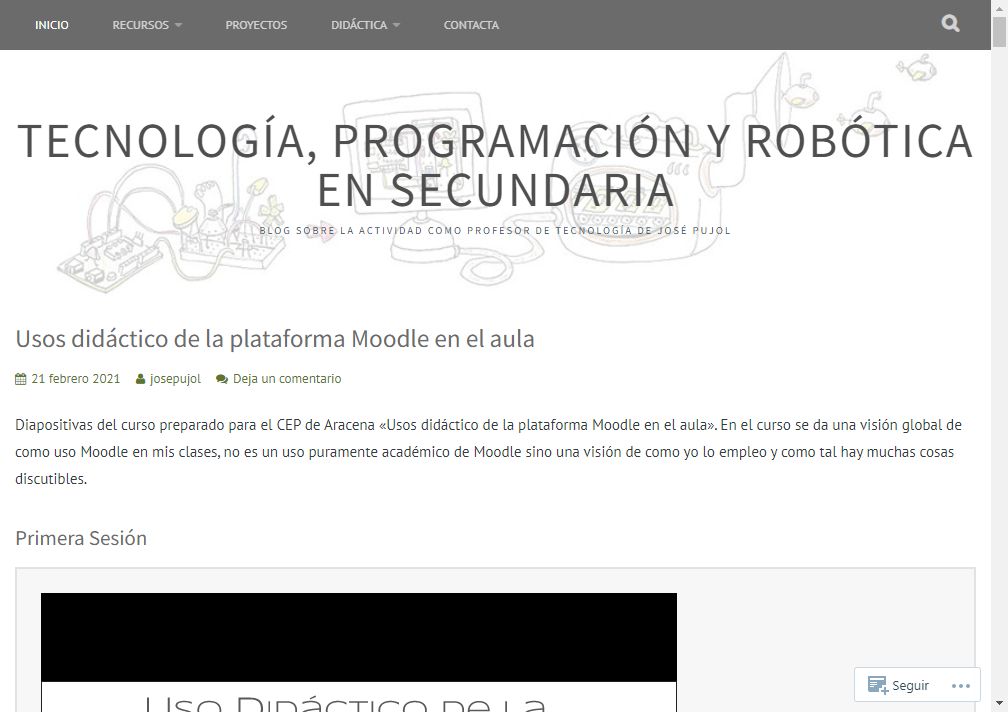 INICIO RECURSOS PROYECTOS DIDÁCTICA CONTACTA
TECNOLOGÍA, PROGRAMACIÓN Y ROBÓTICA
EN SECUNDARIA
BLOG SOBRE LA ACTIVIDAD COMO PROFESOR DE TECNOLOGÍA DE JOSÉ PUJOL
Usos didáctico de la plataforma Moodle en el aula
21 febrero 2021 josepujol Deja un comentario
Diapositivas del curso preparado para el CEP de Aracena «Usos didáctico de la plataforma Moodle en el aula». En el curso se da una visión global de
como uso Moodle en mis clases, no es un uso puramente académico de Moodle sino una visión de como yo lo empleo y como tal hay muchas cosas
discutibles.
Primera Sesión
Uso Didáctico de la
Seguir